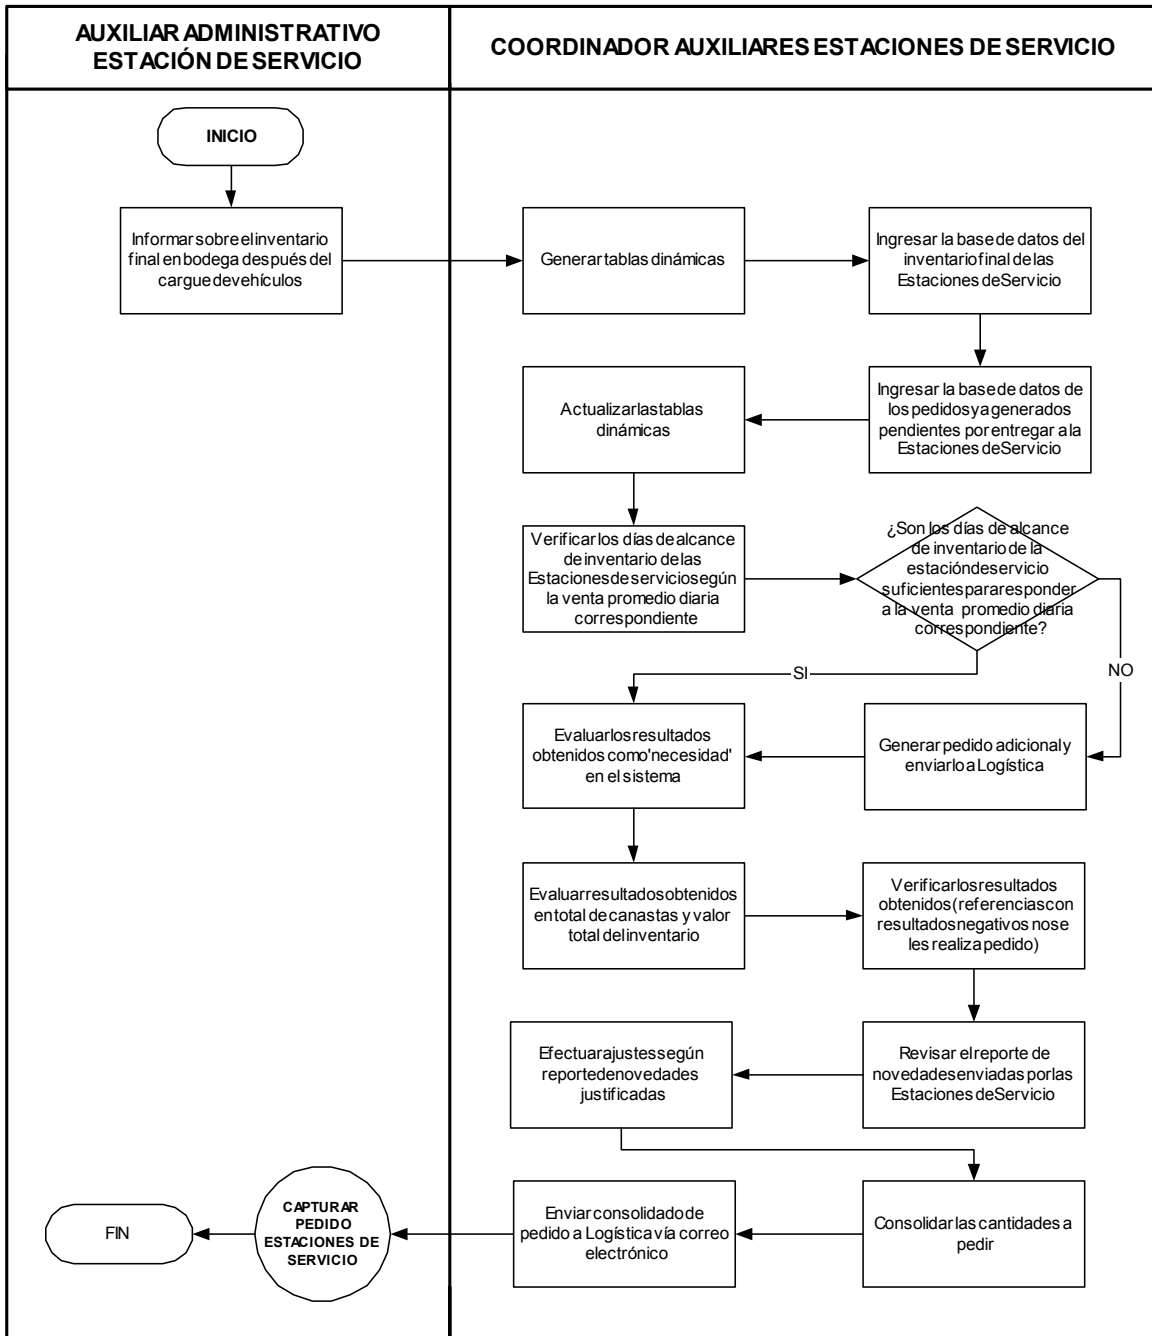 AUXILIAR ADMINISTRATIVO
ESTACIÓN DE SERVICIO
COORDINADOR AUXILIARES ESTACIONES DE SERVICIO
INICIO
Informar sobre el inventario
final en bodega después del
cargue de vehículos
Generar tablas dinámicas
Ingresar la base de datos del
inventario final de las
Estaciones de Servicio
Actualizar las tablas
dinámicas
Ingresar la base de datos de
los pedidos ya generados
pendientes por entregar a la
Estaciones de Servicio
Verificar los días de alcance
de inventario de las
Estaciones de servicio según
la venta promedio diaria
correspondiente
¿Son los días de alcance
de inventario de la
estación de servicio
suficientes para responder
a la venta promedio diaria
correspondiente?
SI
NO
Evaluar los resultados
obtenidos como 'necesidad'
en el sistema
Generar pedido adicional y
enviarlo a Logística
Evaluar resultados obtenidos
en total de canastas y valor
total del inventario
Verificar los resultados
obtenidos (referencias con
resultados negativos no se
les realiza pedido)
Efectuar ajustes según
reporte de novedades
justificadas
Revisar el reporte de
novedades enviadas por las
Estaciones de Servicio
FIN
CAPTURAR
PEDIDO
ESTACIONES DE
SERVICIO
Enviar consolidado de
pedido a Logística vía correo
electrónico
Consolidar las cantidades a
pedir